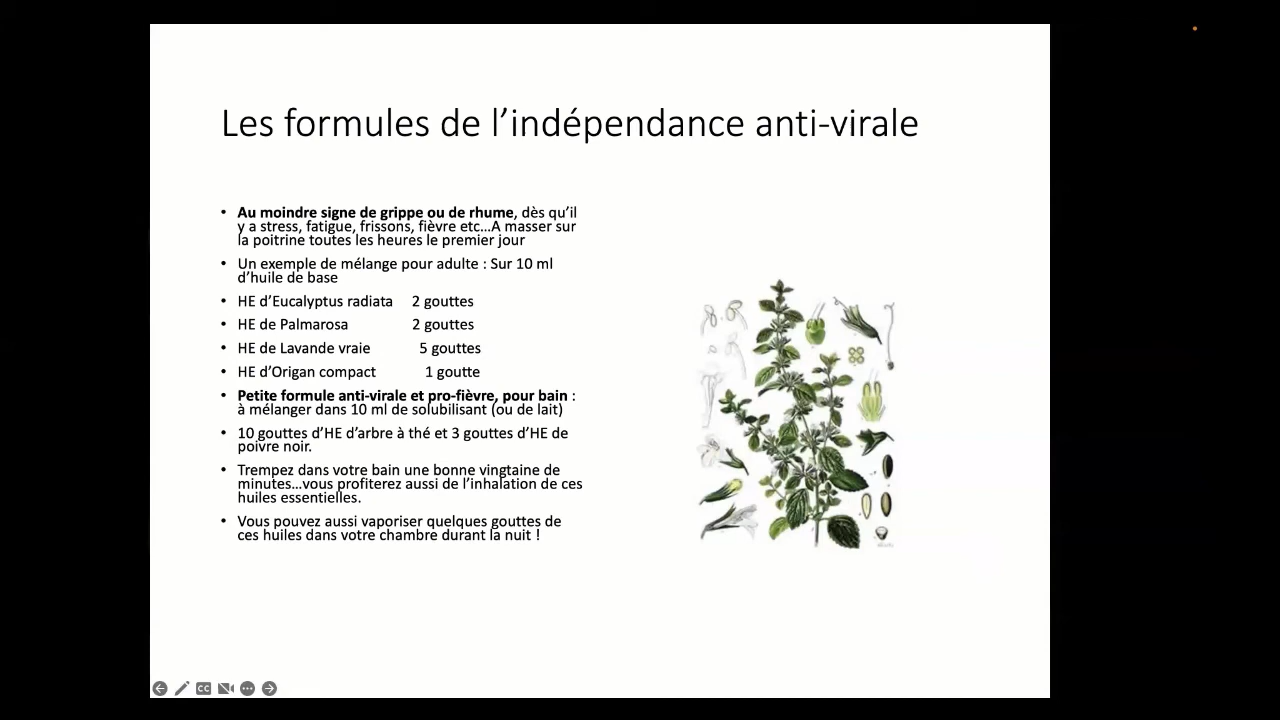 Les formules de l’indépendance anti-virale
• Au moindre signe de grippe ou de rhume, dès qu’il
y a stress, fatigue, frissons, fièvre etc…A masser sur
la poitrine toutes les heures le premier jour
• Un exemple de mélange pour adulte : Sur 10 ml
d’huile de base
• HE d’Eucalyptus radiata 2 gouttes
• HE de Palmarosa 2 gouttes
• HE de Lavande vraie 5 gouttes
• HE d’Origan compact 1 goutte
• Petite formule anti-virale et pro-fièvre, pour bain :
à mélanger dans 10 ml de solubilisant (ou de lait)
• 10 gouttes d’HE d’arbre à thé et 3 gouttes d’HE de
poivre noir.
• Trempez dans votre bain une bonne vingtaine de
minutes…vous profiterez aussi de l’inhalation de ces
huiles essentielles.
• Vous pouvez aussi vaporiser quelques gouttes de
ces huiles dans votre chambre durant la nuit !
CC